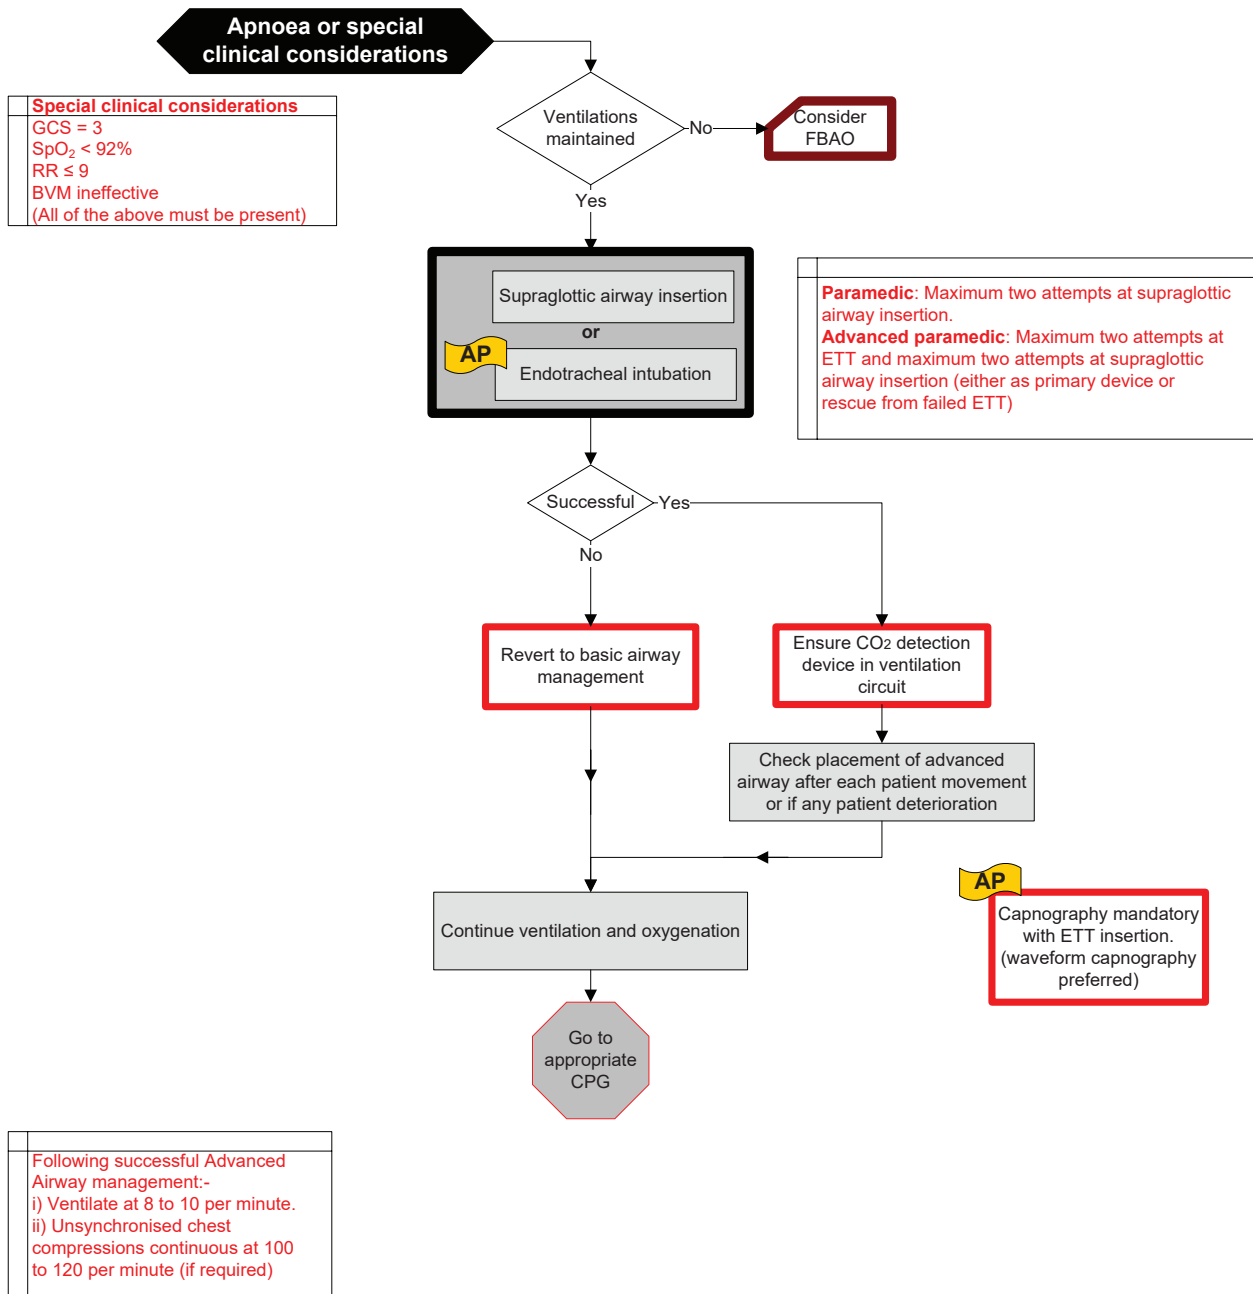 Apnoea or special
clinical considerations
Special clinical considerations
GCS = 3
SpO₂ < 92%
RR ≤ 9
BVM ineffective
(All of the above must be present)
Ventilations
maintained
No
Consider
FBAO
Yes
Supraglottic airway insertion
or
AP
Endotracheal intubation
Paramedic: Maximum two attempts at supraglottic
airway insertion.
Advanced paramedic: Maximum two attempts at
ETT and maximum two attempts at supraglottic
airway insertion (either as primary device or
rescue from failed ETT)
Successful
Yes
No
Revert to basic airway
management
Ensure CO2 detection
device in ventilation
circuit
Check placement of advanced
airway after each patient movement
or if any patient deterioration
AP
Capnography mandatory
with ETT insertion.
(waveform capnography
preferred)
Continue ventilation and oxygenation
Go to
appropriate
CPG
Following successful Advanced
Airway management:-
i) Ventilate at 8 to 10 per minute.
ii) Unsynchronised chest
compressions continuous at 100
to 120 per minute (if required)